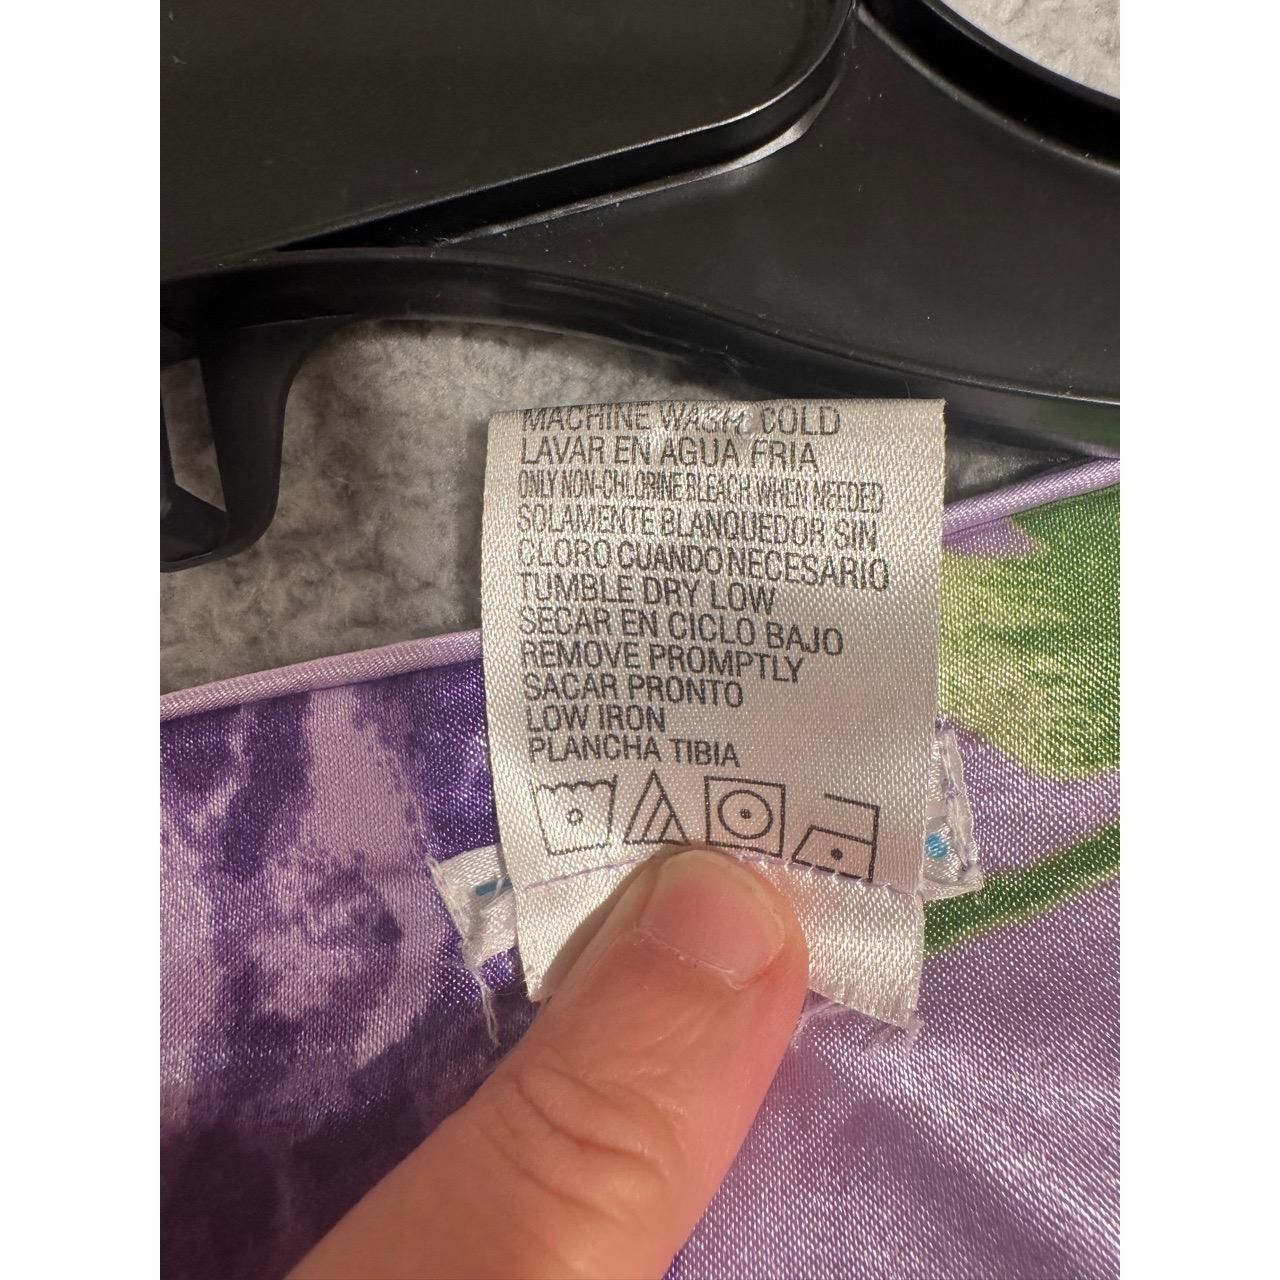 MACHINE WASH COLD
LAVAR EN AGUA FRIA
ONLY NON-CHLORINE BLEACH WHEN NEEDED
SOLAMENTE BLANQUEDOR SIN
CLORO CUANDO NECESARIO
TUMBLE DRY LOW
SECAR EN CICLO BAJO
REMOVE PROMPTLY
SACAR PRONTO
LOW IRON
PLANCHA TIBIA